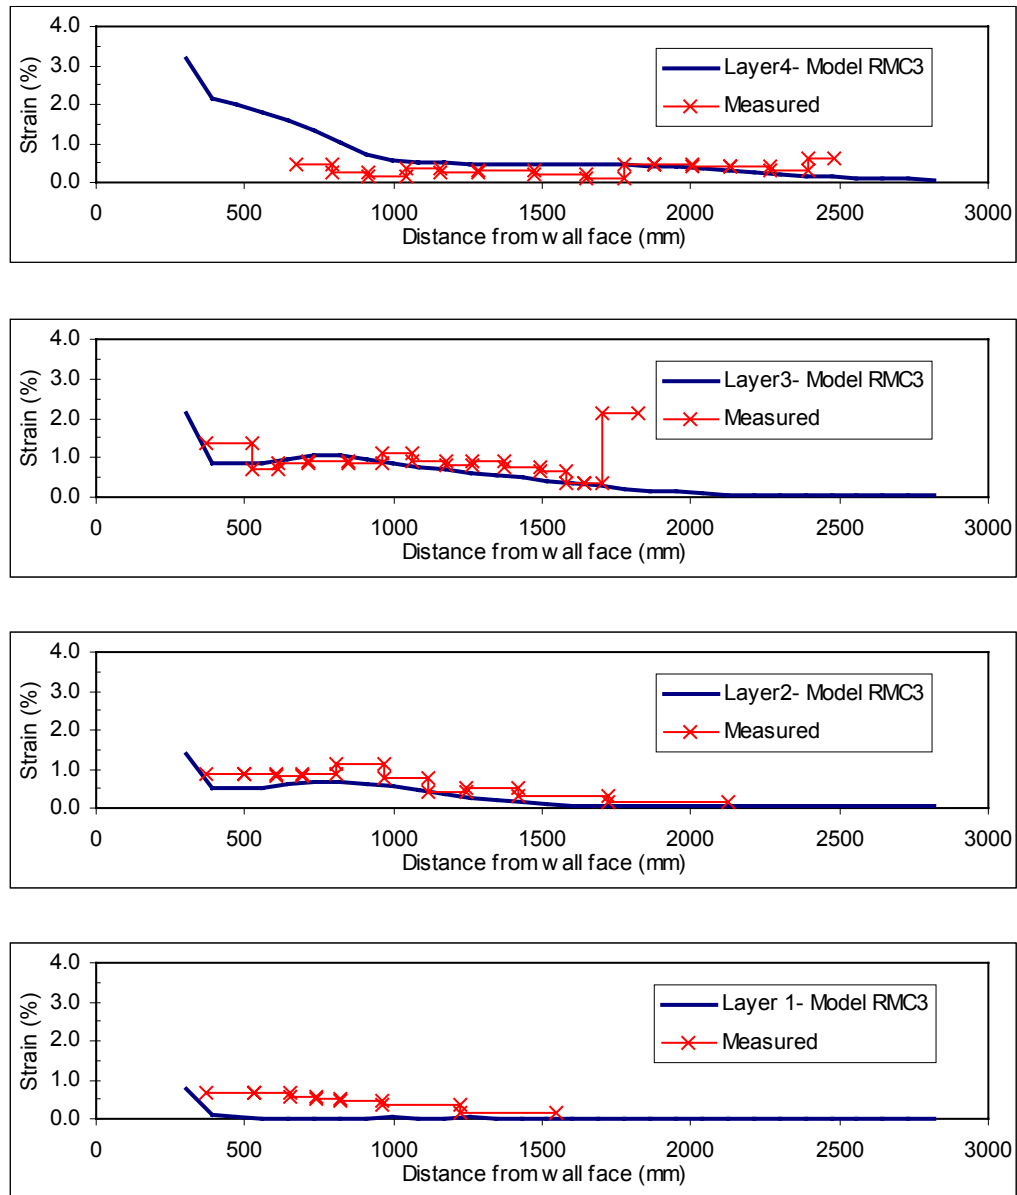 4.0
3.0
2.0
1.0
0.0
Strain (%)
Layer4- Model RMC3
Measured
0 500 1000 1500 2000 2500 3000
Distance from wall face (mm)
4.0
3.0
2.0
1.0
0.0
Strain (%)
Layer3- Model RMC3
Measured
0 500 1000 1500 2000 2500 3000
Distance from wall face (mm)
4.0
3.0
2.0
1.0
0.0
Strain (%)
Layer2- Model RMC3
Measured
0 500 1000 1500 2000 2500 3000
Distance from wall face (mm)
4.0
3.0
2.0
1.0
0.0
Strain (%)
Layer 1- Model RMC3
Measured
0 500 1000 1500 2000 2500 3000
Distance from wall face (mm)